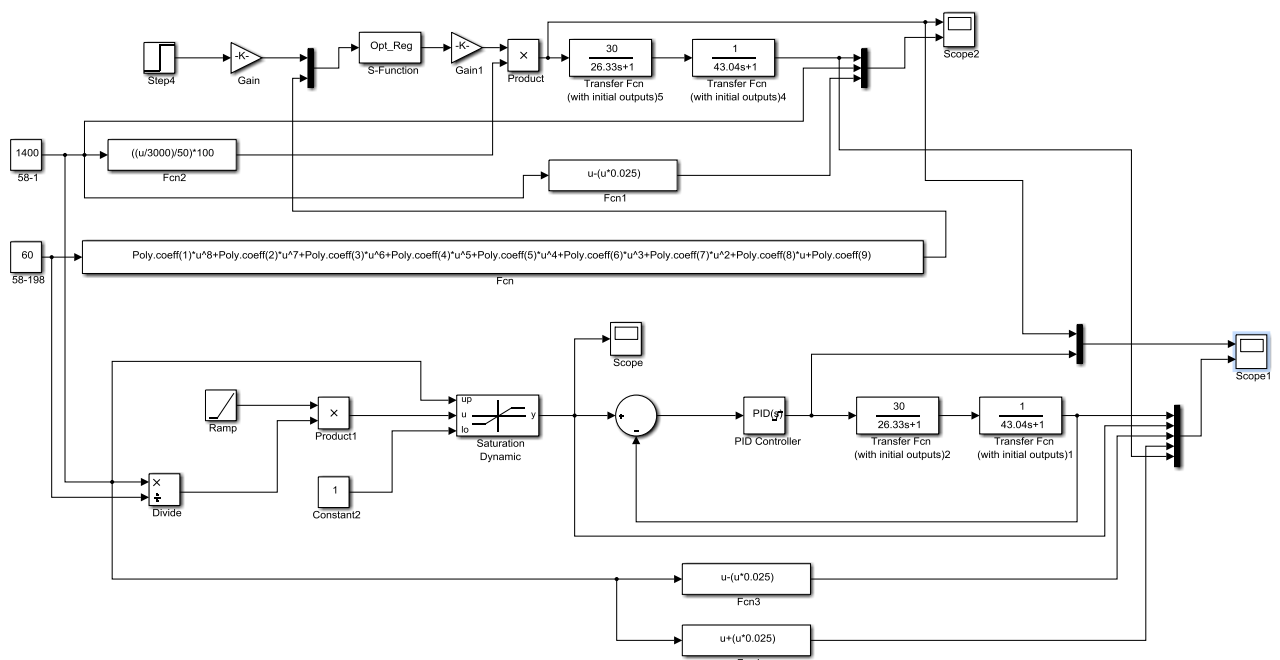 Step4
-K-
Gain
Opt_Reg
S-Function
-K-
Gain1
×
Product
30
26.33s+1
Transfer Fcn
(with initial outputs)5
1
43.04s+1
Transfer Fcn
(with initial outputs)4
Scope2
1400
58-1
((u/3000)/50)*100
Fcn2
u-(u*0.025)
Fcn1
60
58-198
Poly.coeff(1)*u^8+Poly.coeff(2)*u^7+Poly.coeff(3)*u^6+Poly.coeff(4)*u^5+Poly.coeff(5)*u^4+Poly.coeff(6)*u^3+Poly.coeff(7)*u^2+Poly.coeff(8)*u+Poly.coeff(9)
Fcn
Scope
Scope1
Ramp
×
Product1
up
u
lo
y
Saturation
Dynamic
+
-
PID(s)
PID Controller
30
26.33s+1
Transfer Fcn
(with initial outputs)2
1
43.04s+1
Transfer Fcn
(with initial outputs)1
×
÷
Divide
1
Constant2
u-(u*0.025)
Fcn3
u+(u*0.025)